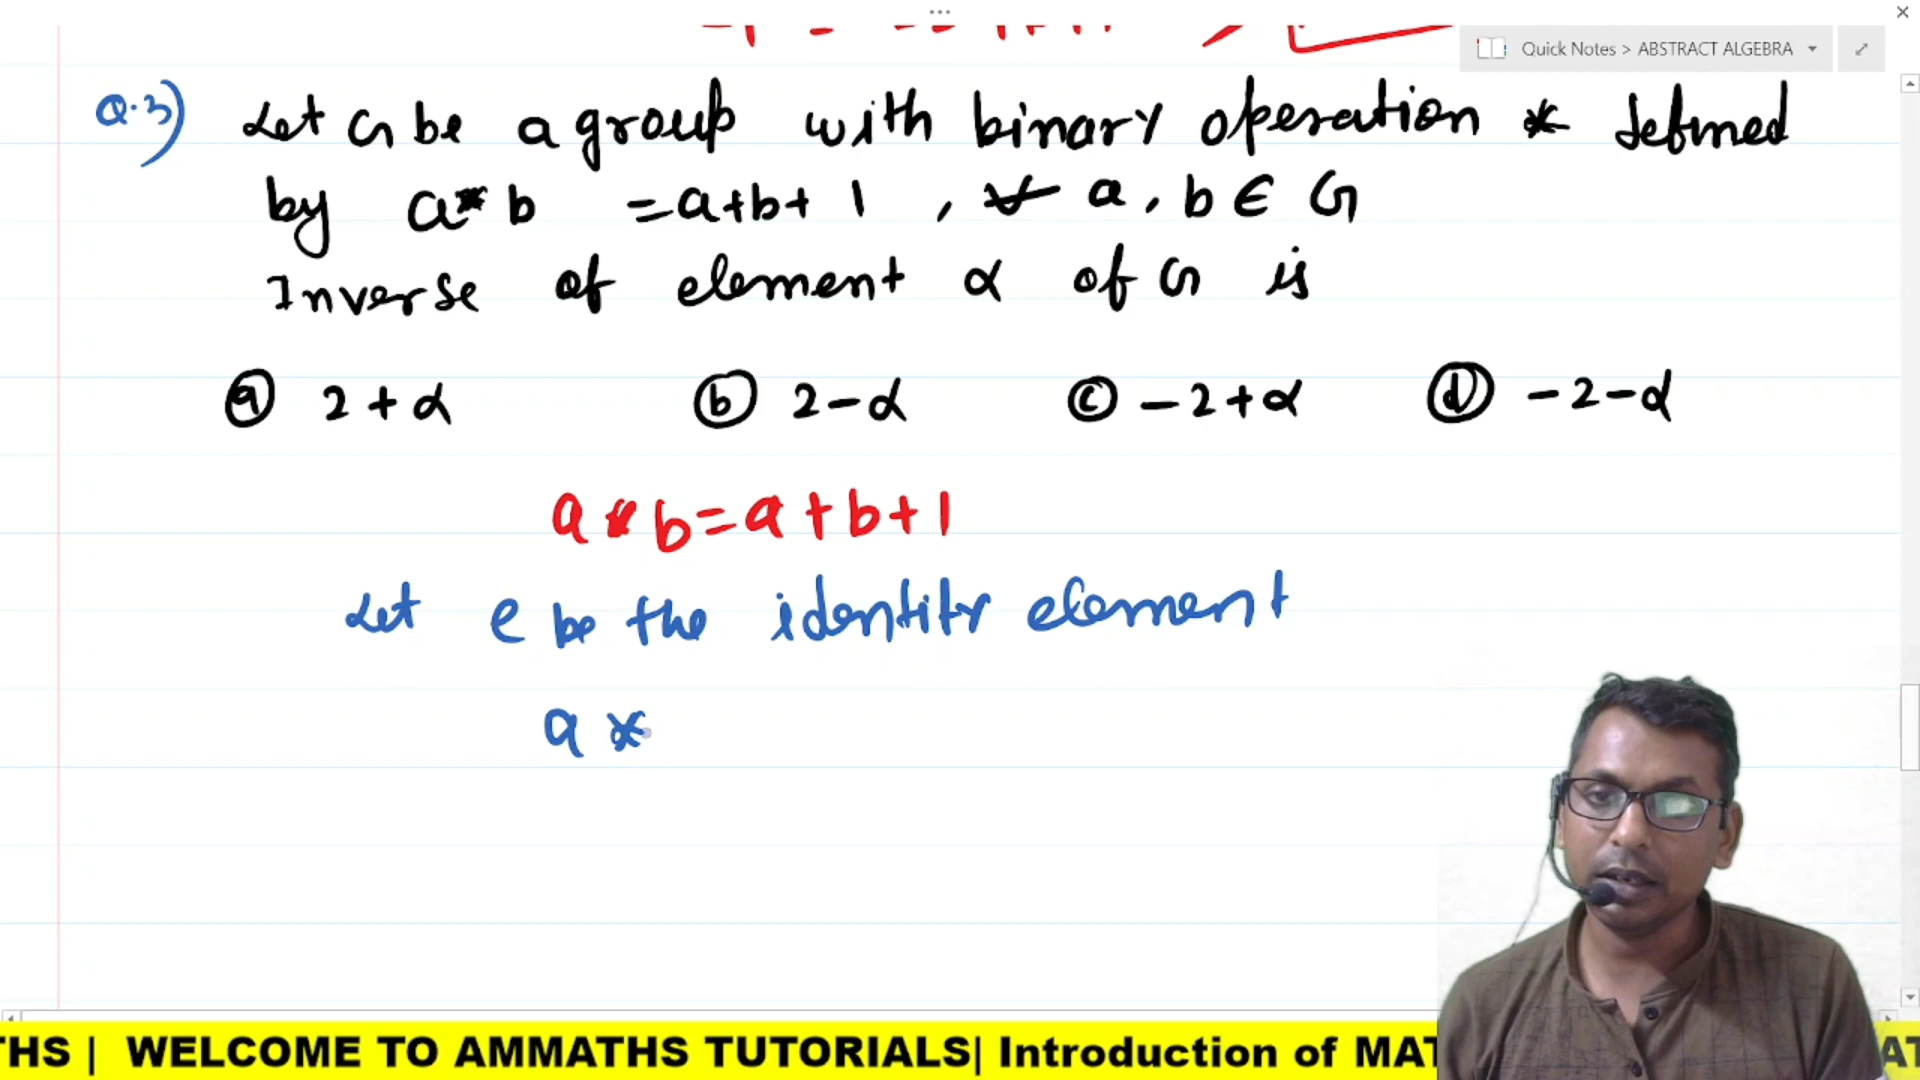 Quick Notes > ABSTRACT ALGEBRA
Q.3) Let G be a group with binary operation * defined
by a * b = a+b+1 , ∀ a, b ∈ G
Inverse of element α of G is
(a) 2 + α (b) 2 - α (c) - 2 + α (d) - 2 - α
a * b = a + b + 1
Let e be the identity element
a *
THS | WELCOME TO AMMATHS TUTORIALS| Introduction of MAT